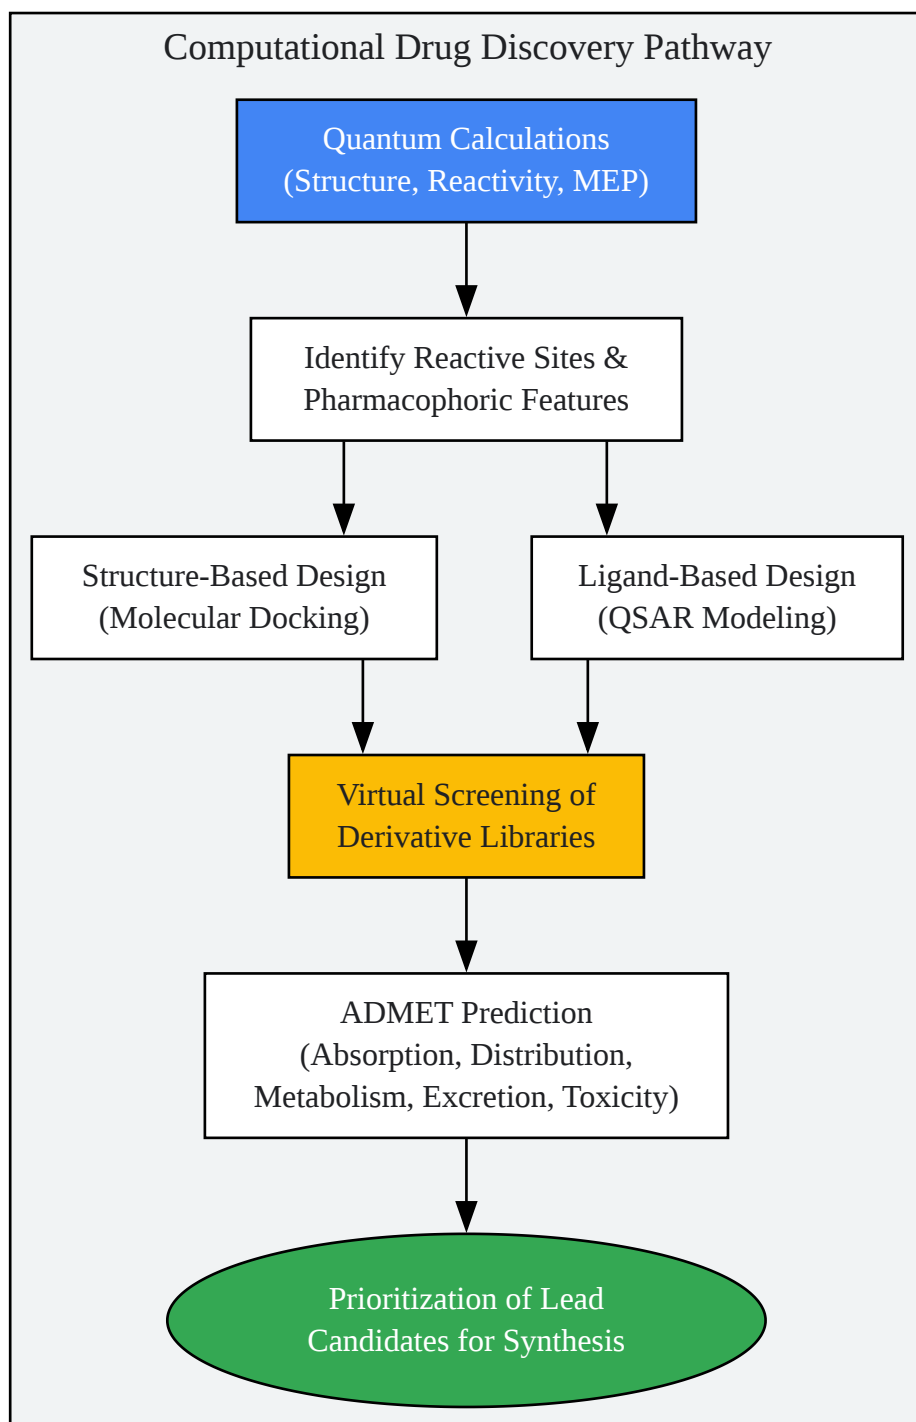 Computational Drug Discovery Pathway
Quantum Calculations
(Structure, Reactivity, MEP)
Identify Reactive Sites &
Pharmacophoric Features
Structure-Based Design
(Molecular Docking)
Ligand-Based Design
(QSAR Modeling)
Virtual Screening of
Derivative Libraries
ADMET Prediction
(Absorption, Distribution,
Metabolism, Excretion, Toxicity)
Prioritization of Lead
Candidates for Synthesis